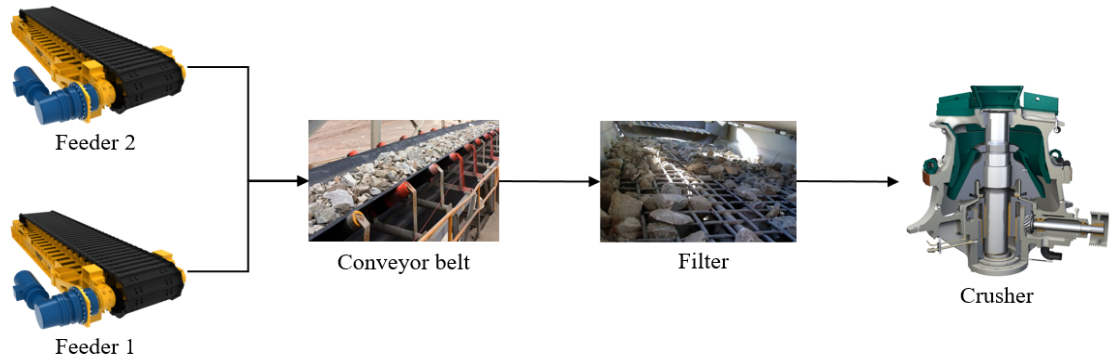 Feeder 2
Feeder 1
Conveyor belt
Filter
Crusher